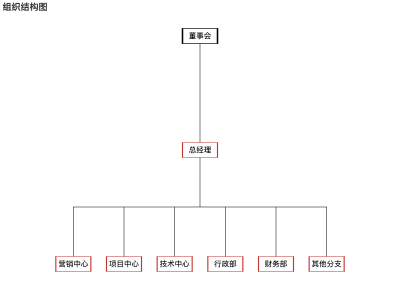 组织结构图
董事会
总经理
营销中心
项目中心
技术中心
行政部
财务部
其他分支